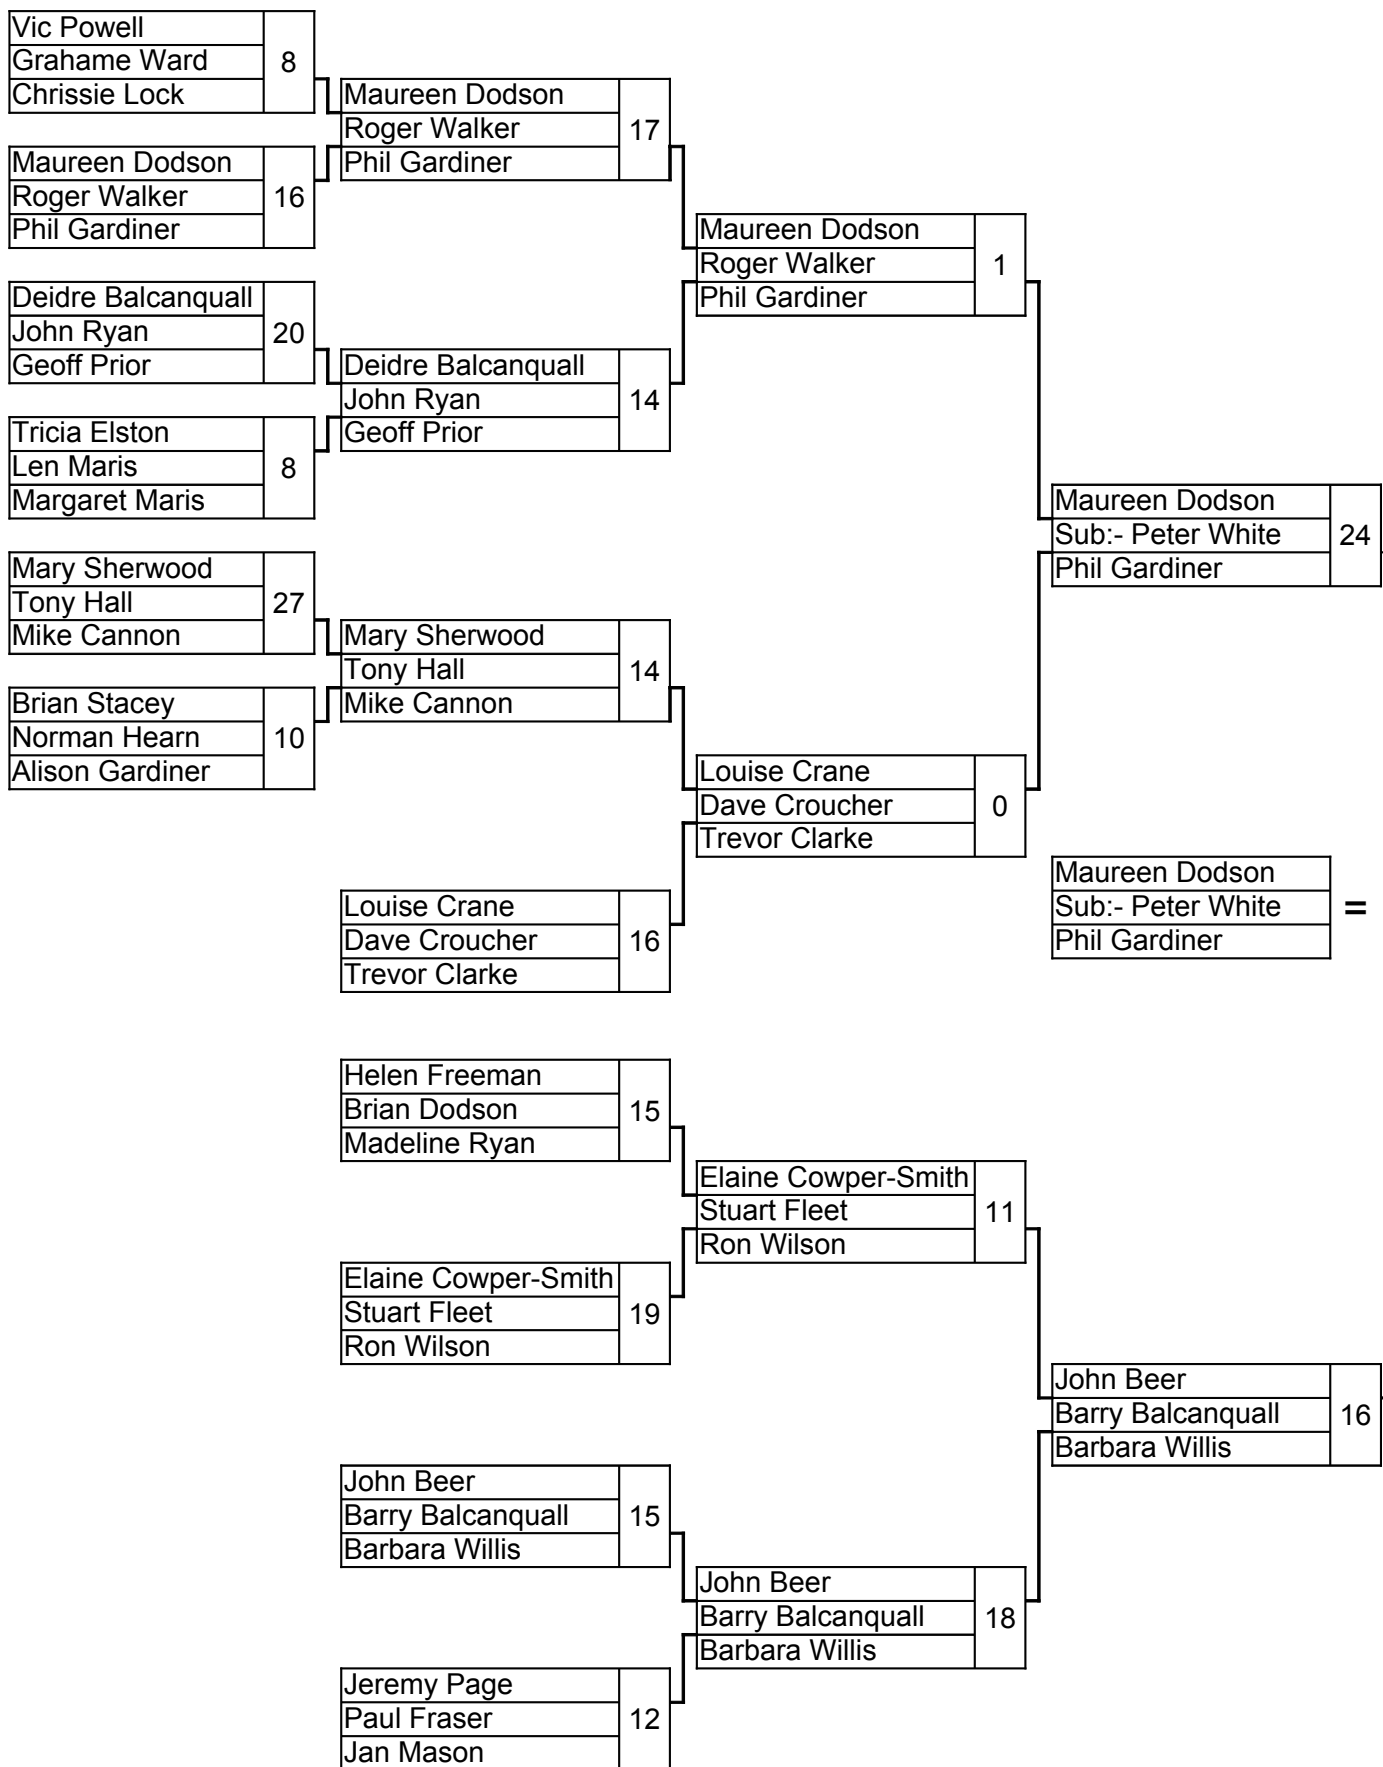 Vic Powell
Grahame Ward
Chrissie Lock
8
Maureen Dodson
Roger Walker
Phil Gardiner
16
Deidre Balcanquall
John Ryan
Geoff Prior
20
Tricia Elston
Len Maris
Margaret Maris
8
Mary Sherwood
Tony Hall
Mike Cannon
27
Brian Stacey
Norman Hearn
Alison Gardiner
10
Maureen Dodson
Roger Walker
Phil Gardiner
17
Deidre Balcanquall
John Ryan
Geoff Prior
14
Mary Sherwood
Tony Hall
Mike Cannon
14
Louise Crane
Dave Croucher
Trevor Clarke
16
Helen Freeman
Brian Dodson
Madeline Ryan
15
Elaine Cowper-Smith
Stuart Fleet
Ron Wilson
19
John Beer
Barry Balcanquall
Barbara Willis
15
Jeremy Page
Paul Fraser
Jan Mason
12
Maureen Dodson
Roger Walker
Phil Gardiner
1
Louise Crane
Dave Croucher
Trevor Clarke
0
Elaine Cowper-Smith
Stuart Fleet
Ron Wilson
11
John Beer
Barry Balcanquall
Barbara Willis
18
Maureen Dodson
Sub:- Peter White
Phil Gardiner
24
Maureen Dodson
Sub:- Peter White
Phil Gardiner
=
John Beer
Barry Balcanquall
Barbara Willis
16